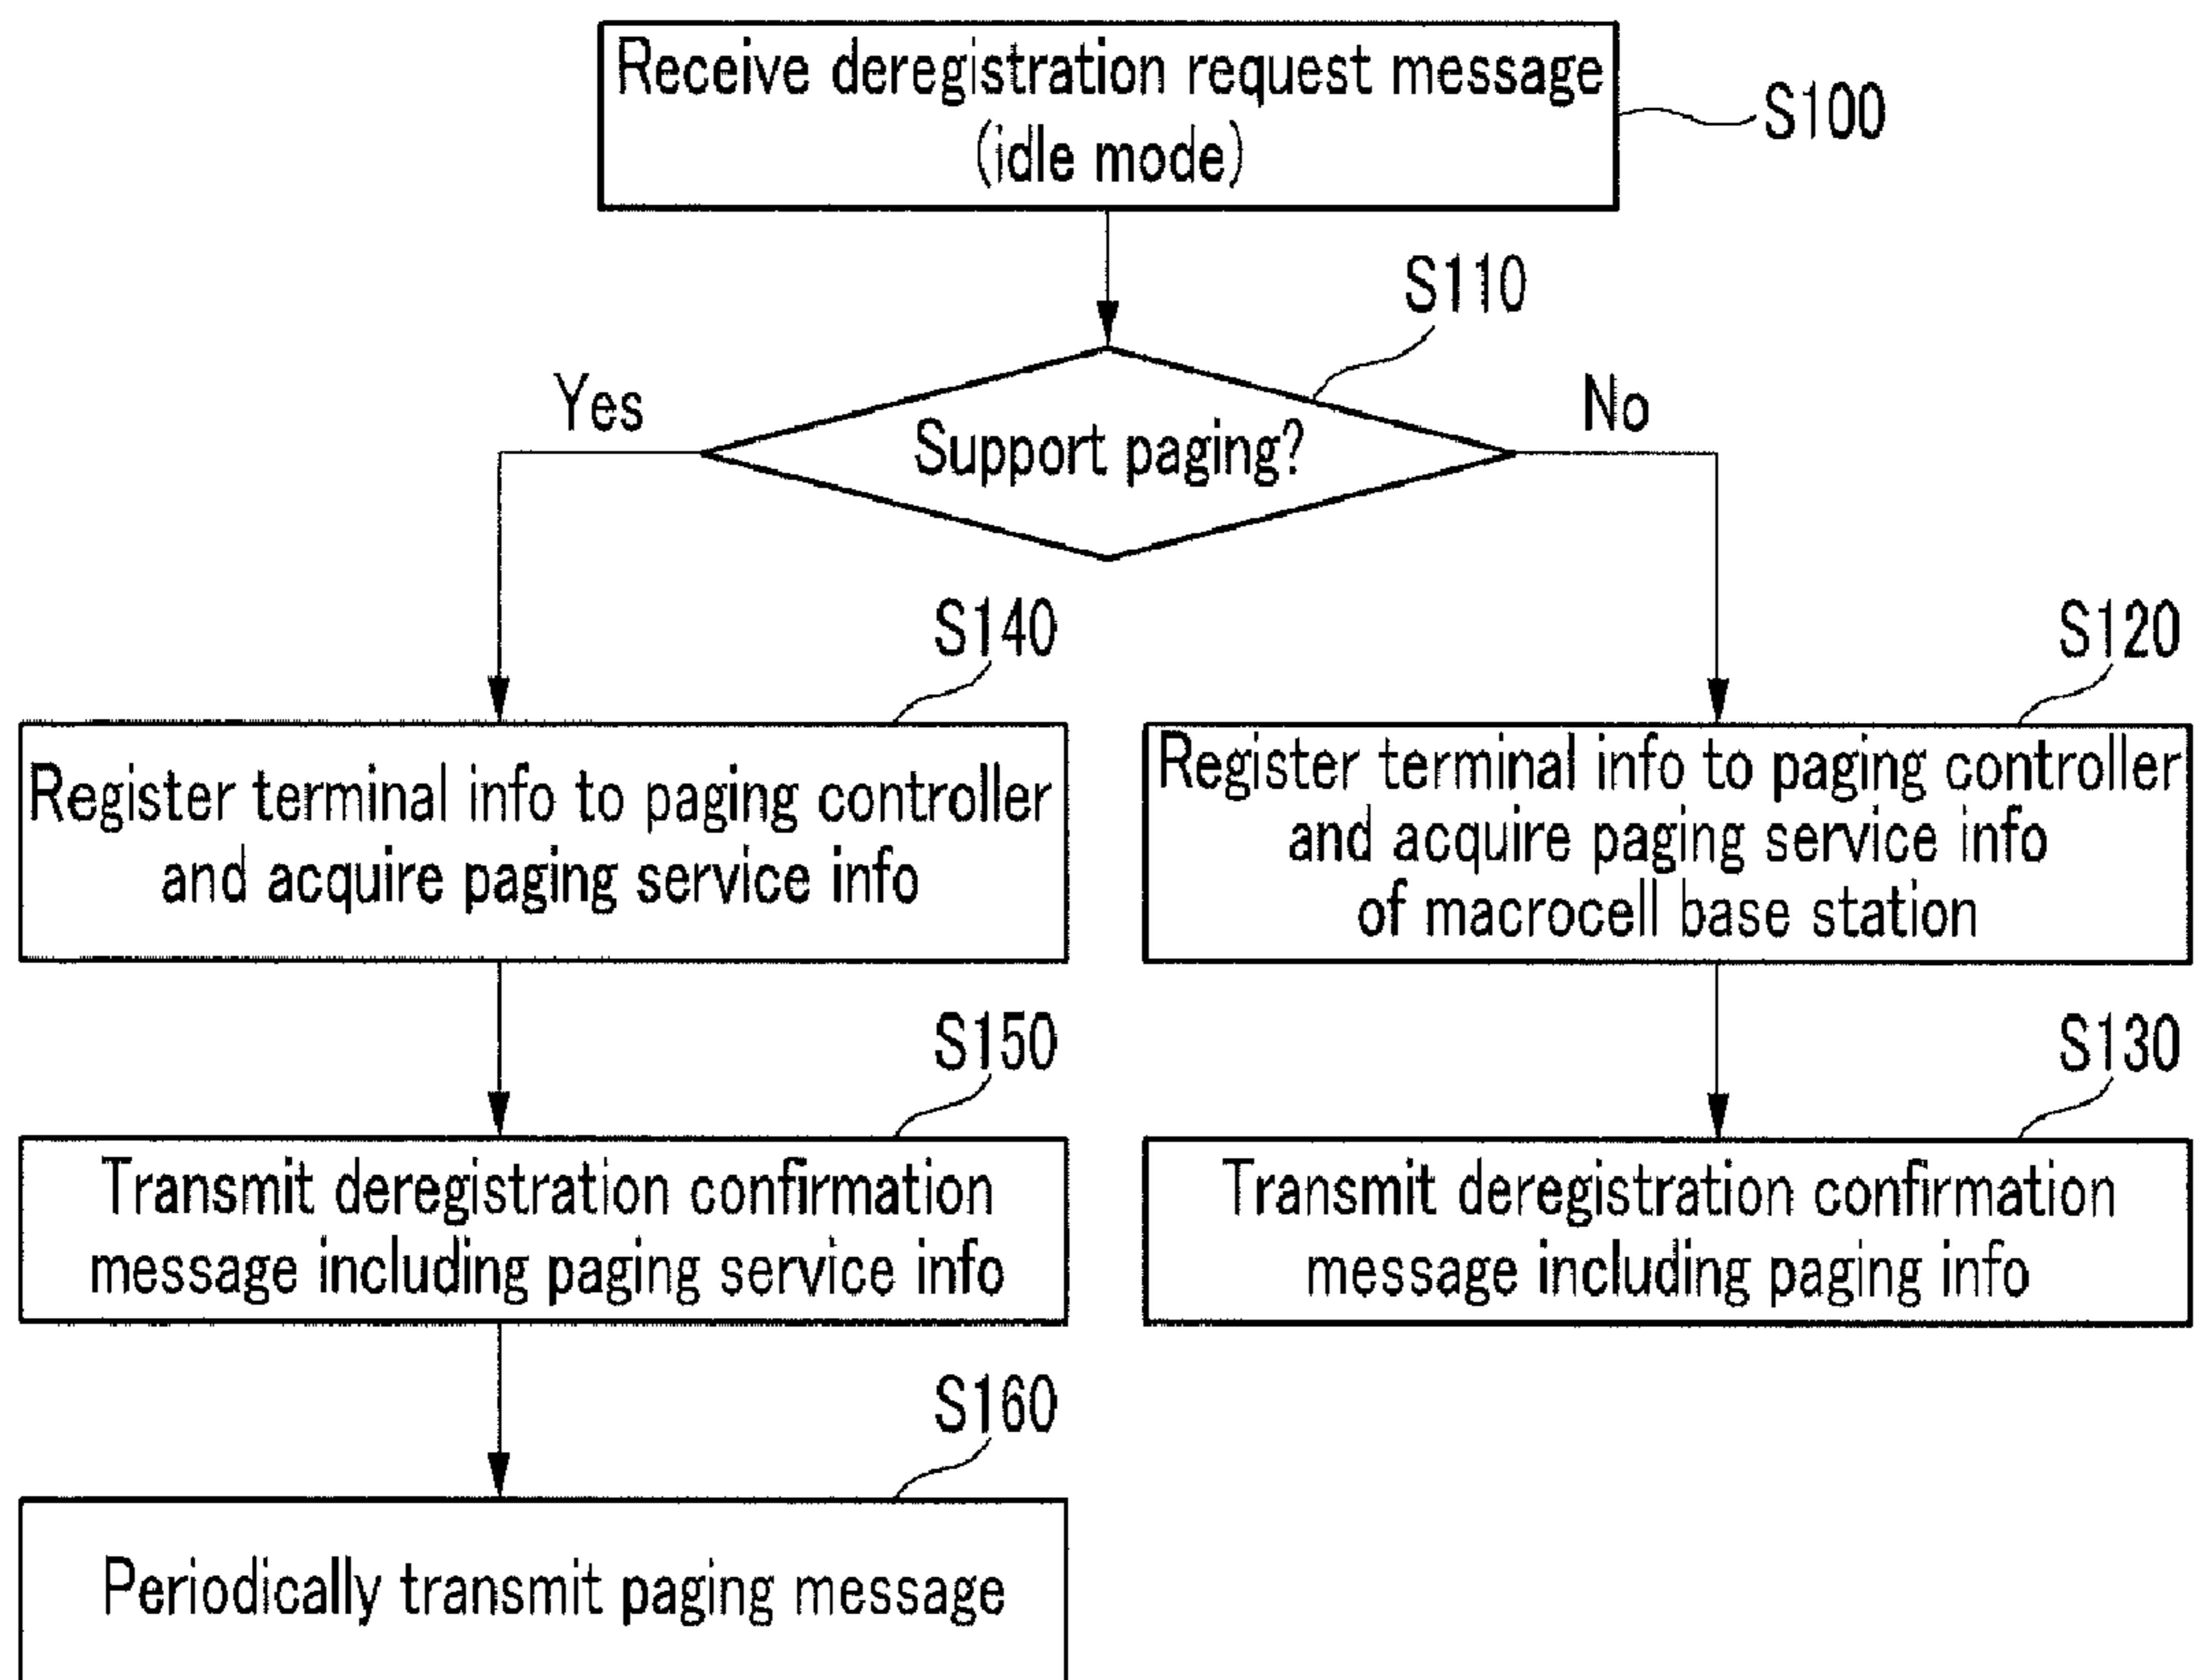 Receive deregistration request message
(idle mode)
S100
S110
Yes
No
Support paging?
S140
S120
Register terminal info to paging controller
and acquire paging service info
Register terminal info to paging controller
and acquire paging service info
of macrocell base station
S150
S130
Transmit deregistration confirmation
message including paging service info
Transmit deregistration confirmation
message including paging info
S160
Periodically transmit paging message